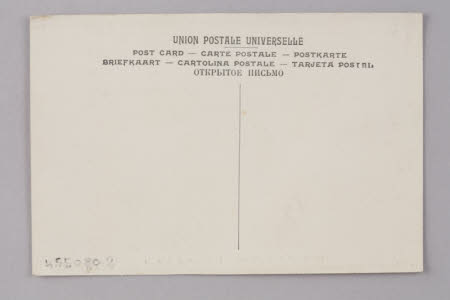 UNION POSTALE UNIVERSELLE
POST CARD — CARTE POSTALE — POSTKARTE
BRIEFKAART — CARTOLINA POSTALE — TARJETA POSTAL
ОТКРЫТОЕ ПИСЬМО